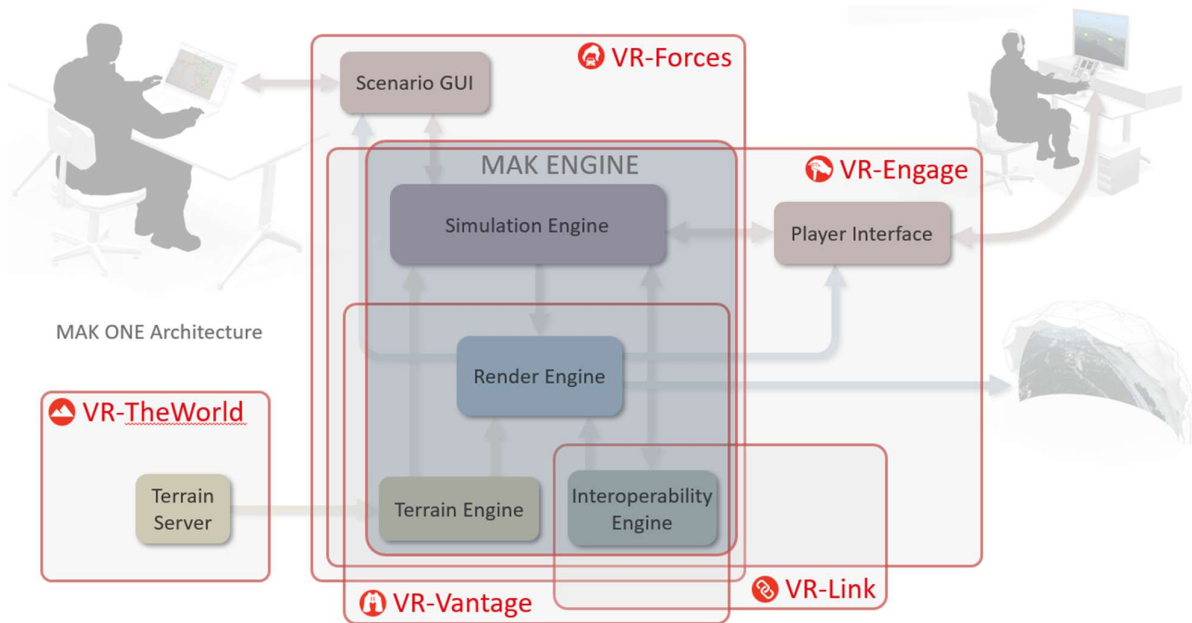 VR-Forces
Scenario GUI
MAK ENGINE
VR-Engage
Simulation Engine
Player Interface
MAK ONE Architecture
Render Engine
VR-TheWorld
Terrain
Server
Terrain Engine
Interoperability
Engine
VR-Link
VR-Vantage